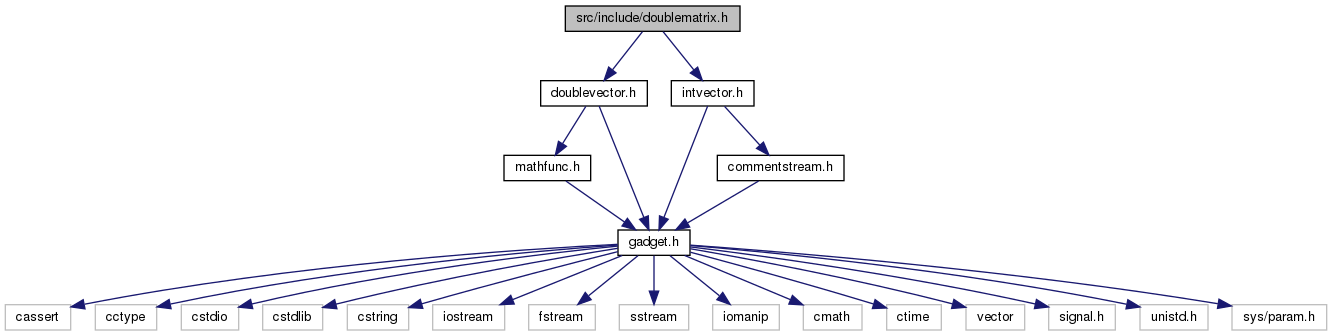 src/include/doublematrix.h
doublevector.h
intvector.h
mathfunc.h
commentstream.h
gadget.h
cassert
cctype
cstdio
cstdlib
cstring
iostream
fstream
sstream
iomanip
cmath
ctime
vector
signal.h
unistd.h
sys/param.h